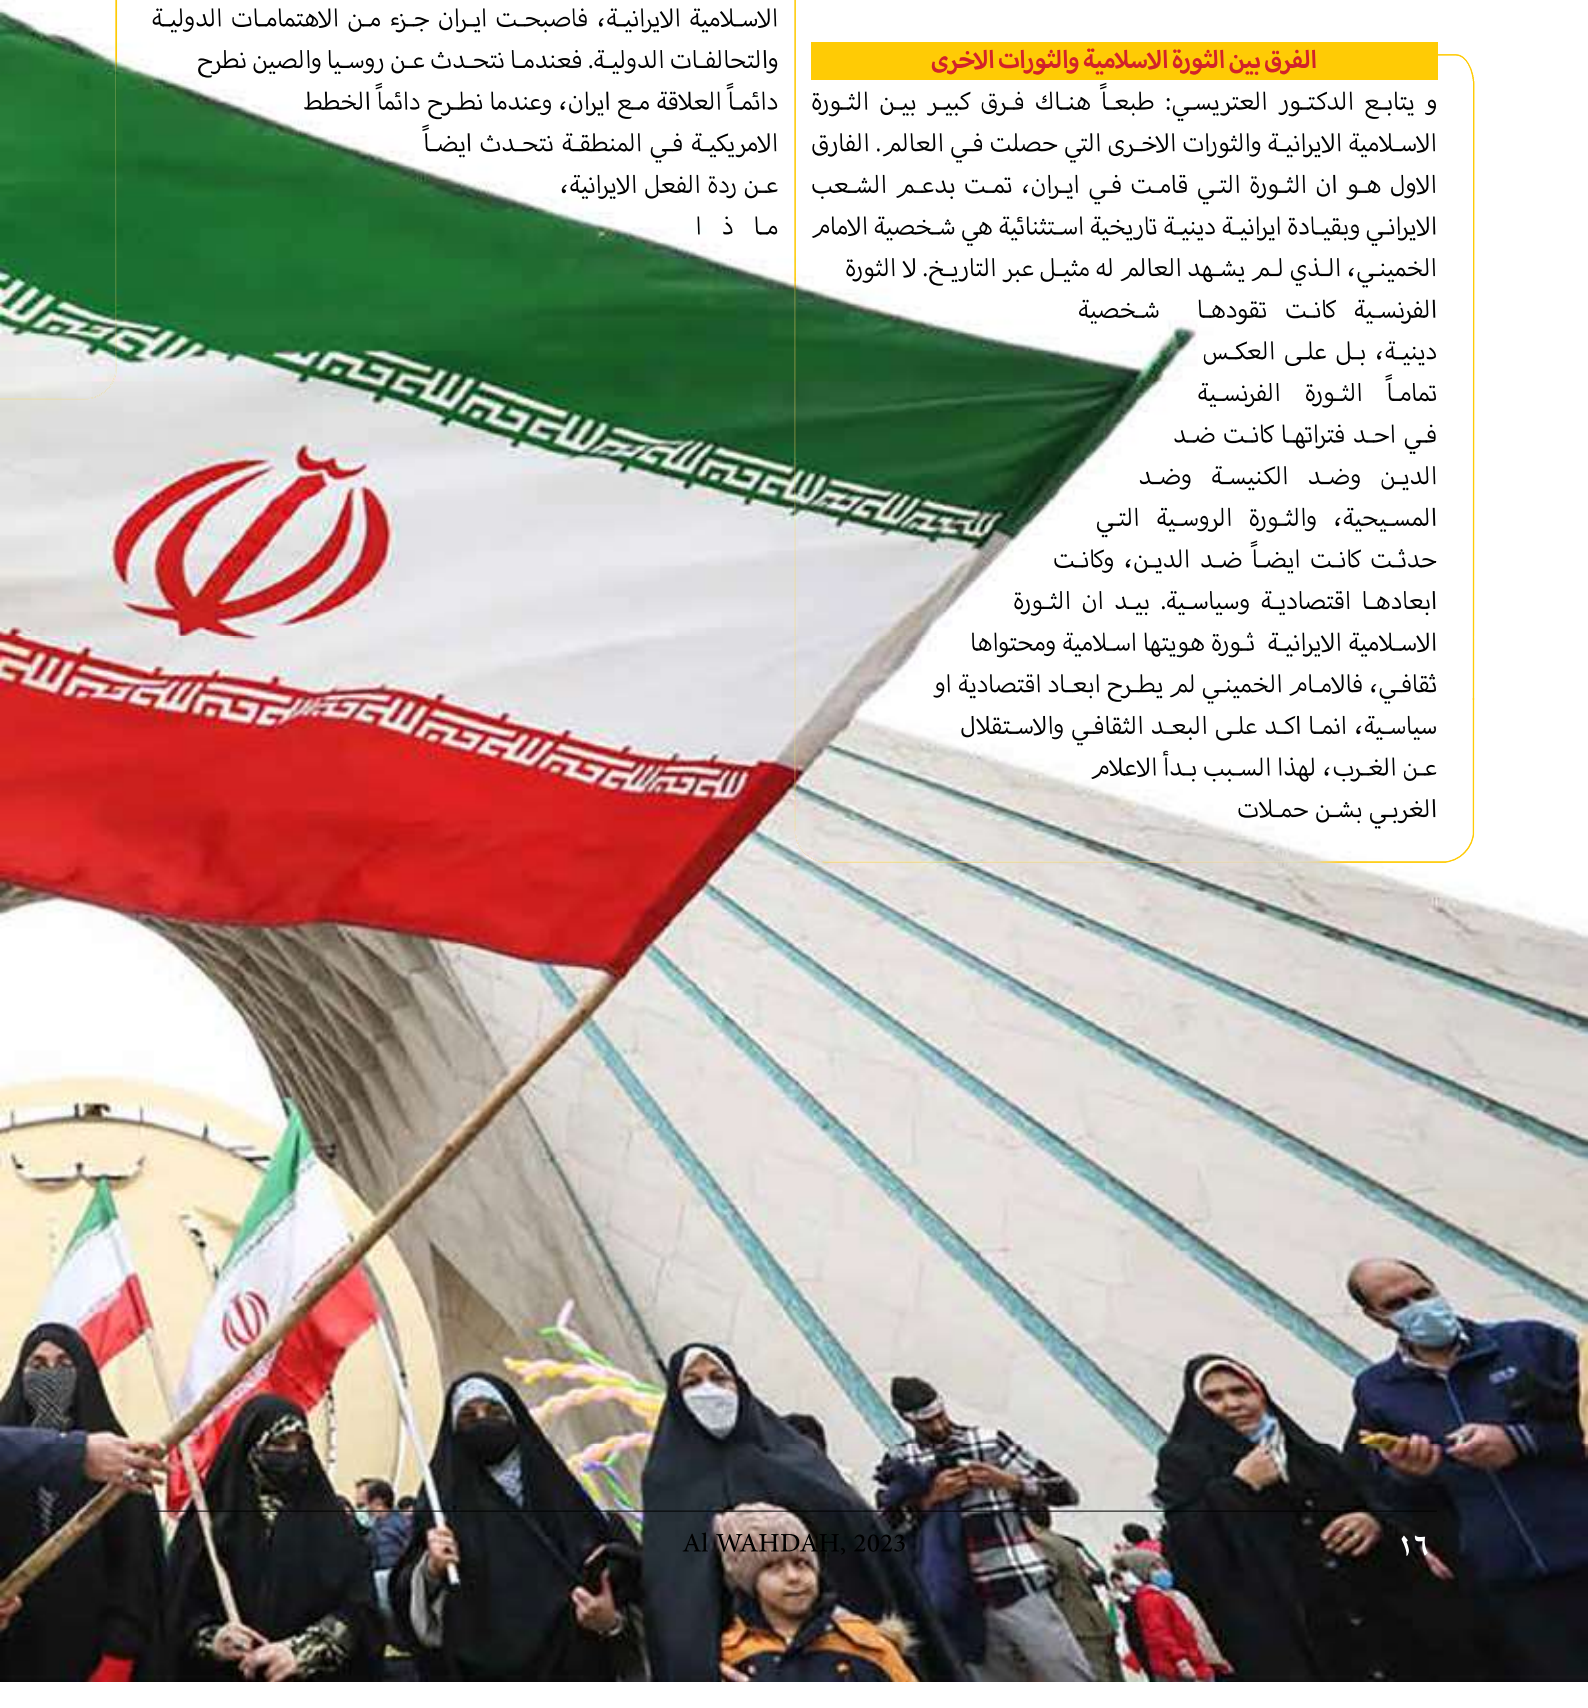 الفرق بين الثورة الاسلامية والثورات الاخرى
و يتابع الدكتور العتريسي: طبعاً هناك فرق كبير بين الثورة
الاسلامية الايرانية والثورات الاخرى التي حصلت في العالم. الفارق
الاول هو ان الثورة التي قامت في ايران، تمت بدعم الشعب
الايراني وبقيادة ايرانية دينية تاريخية استثنائية هي شخصية الامام
الخميني، الذي لم يشهد العالم له مثيل عبر التاريخ. لا الثورة
الفرنسية كانت تقودها شخصية
دينية، بل على العكس
تماماً الثورة الفرنسية
في احد فتراتها كانت ضد
الدين وضد الكنيسة وضد
المسيحية، والثورة الروسية التي
حدثت كانت ايضاً ضد الدين، وكانت
ابعادها اقتصادية وسياسية. بيد ان الثورة
الاسلامية الايرانية ثورة هويتها اسلامية ومحتواها
ثقافي، فالامام الخميني لم يطرح ابعاد اقتصادية او
سياسية، انما اكد على البعد الثقافي والاستقلال
عن الغرب، لهذا السبب بدأ الاعلام
الغربي بشن حملات
الاسلامية الايرانية، فاصبحت ايران جزء من الاهتمامات الدولية
والتحالفات الدولية. فعندما نتحدث عن روسيا والصين نطرح
دائماً العلاقة مع ايران، وعندما نطرح دائماً الخطط
الامريكية في المنطقة نتحدث ايضاً
عن ردة الفعل الايرانية،
ما ذ ا
Al WAHDAH, 2023
١٦